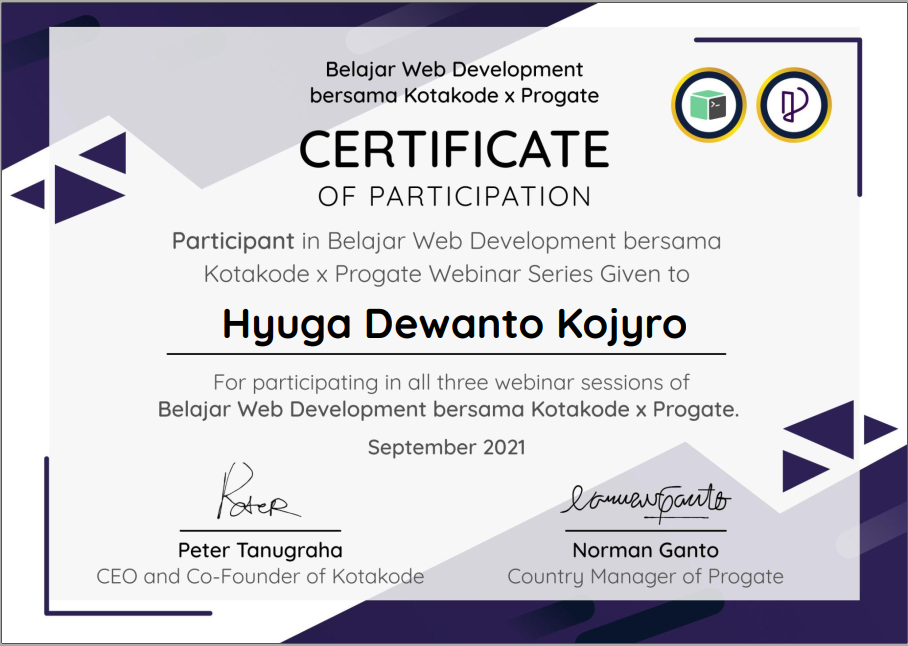 Belajar Web Development
bersama Kotakode x Progate
CERTIFICATE
OF PARTICIPATION
Participant in Belajar Web Development bersama
Kotakode x Progate Webinar Series Given to
Hyuga Dewanto Kojyro
For participating in all three webinar sessions of
Belajar Web Development bersama Kotakode x Progate.
September 2021
Peter Tanugraha
CEO and Co-Founder of Kotakode
Norman Ganto
Country Manager of Progate